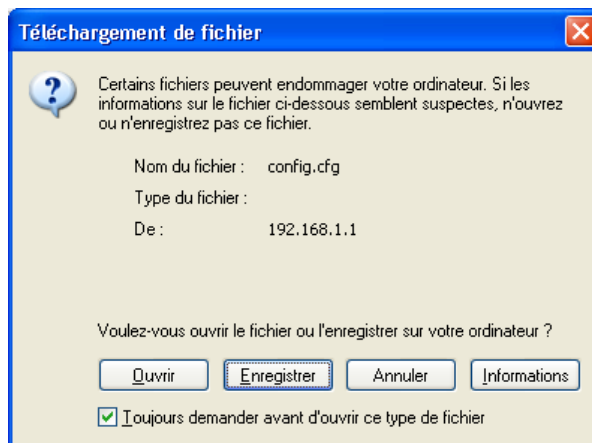 Téléchargement de fichier
Certains fichiers peuvent endommager votre ordinateur. Si les
informations sur le fichier ci-dessous semblent suspectes, n'ouvrez
ou n'enregistrez pas ce fichier.
Nom du fichier : config.cfg
Type du fichier :
De : 192.168.1.1
Voulez-vous ouvrir le fichier ou l'enregistrer sur votre ordinateur ?
Ouvrir Enregistrer Annuler Informations
Toujours demander avant d'ouvrir ce type de fichier